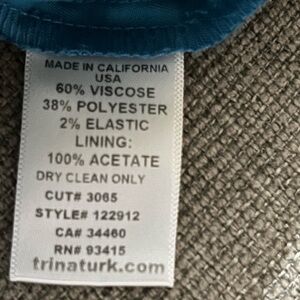 MADE IN CALIFORNIA
USA
60% VISCOSE
38% POLYESTER
2% ELASTIC
LINING:
100% ACETATE
DRY CLEAN ONLY
CUT# 3065
STYLE# 122912
CA# 34460
RN# 93415
trinaturk.com